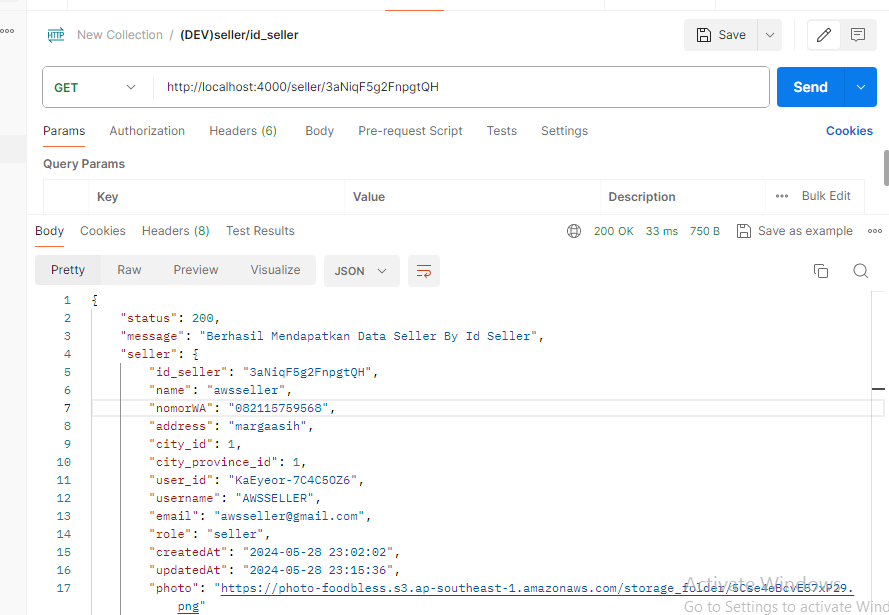 New Collection / (DEV)seller/id_seller
Save
GET http://localhost:4000/seller/3aNiqF5g2FnpgtQH
Send
Params Authorization Headers (6) Body Pre-request Script Tests Settings Cookies
Query Params
Key Value Description Bulk Edit
Body Cookies Headers (8) Test Results 200 OK 33 ms 750 B Save as example
Pretty Raw Preview Visualize JSON
1 {
2 "status": 200,
3 "message": "Berhasil Mendapatkan Data Seller By Id Seller",
4 "seller": {
5 "id_seller": "3aNiqF5g2FnpgtQH",
6 "name": "awsseller",
7 "nomorWA": "082115759568",
8 "address": "margaasih",
9 "city_id": 1,
10 "city_province_id": 1,
11 "user_id": "KaEyeor-7C4C5OZ6",
12 "username": "AWSSELLER",
13 "email": "awsseller@gmail.com",
14 "role": "seller",
15 "createdAt": "2024-05-28 23:02:02",
16 "updatedAt": "2024-05-28 23:15:36",
17 "photo": "https://photo-foodbless.s3.ap-southeast-1.amazonaws.com/storage_folder/5Cse4eBcvE57xP29.
png"
Activate Windows
Go to Settings to activate Wind